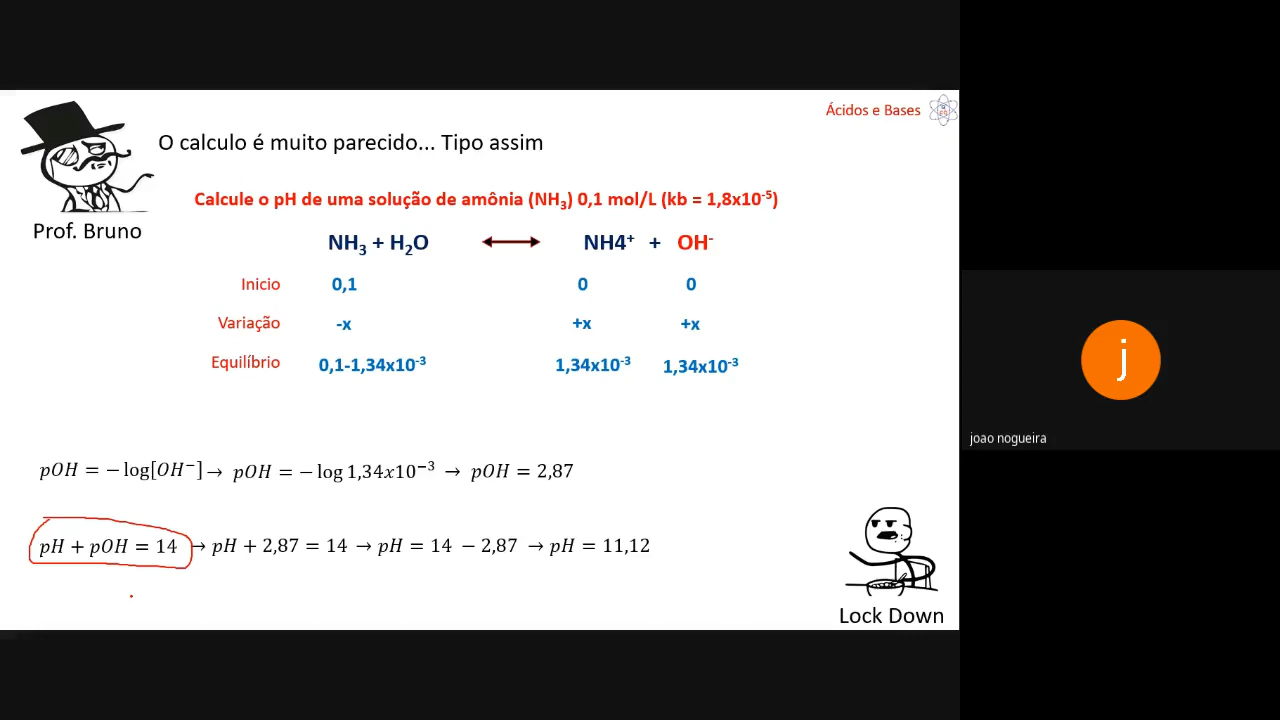 Ácidos e Bases
O calculo é muito parecido... Tipo assim
Calcule o pH de uma solução de amônia (NH₃) 0,1 mol/L (kb = 1,8x10⁻⁵)
Prof. Bruno
NH₃ + H₂O ⟷ NH4⁺ + OH⁻
Inicio 0,1 0 0
Variação -x +x +x
Equilíbrio 0,1-1,34x10⁻³ 1,34x10⁻³ 1,34x10⁻³
j
joao nogueira
pOH = − log[OH⁻] → pOH = − log 1,34x10⁻³ → pOH = 2,87
pH + pOH = 14 → pH + 2,87 = 14 → pH = 14 − 2,87 → pH = 11,12
Lock Down